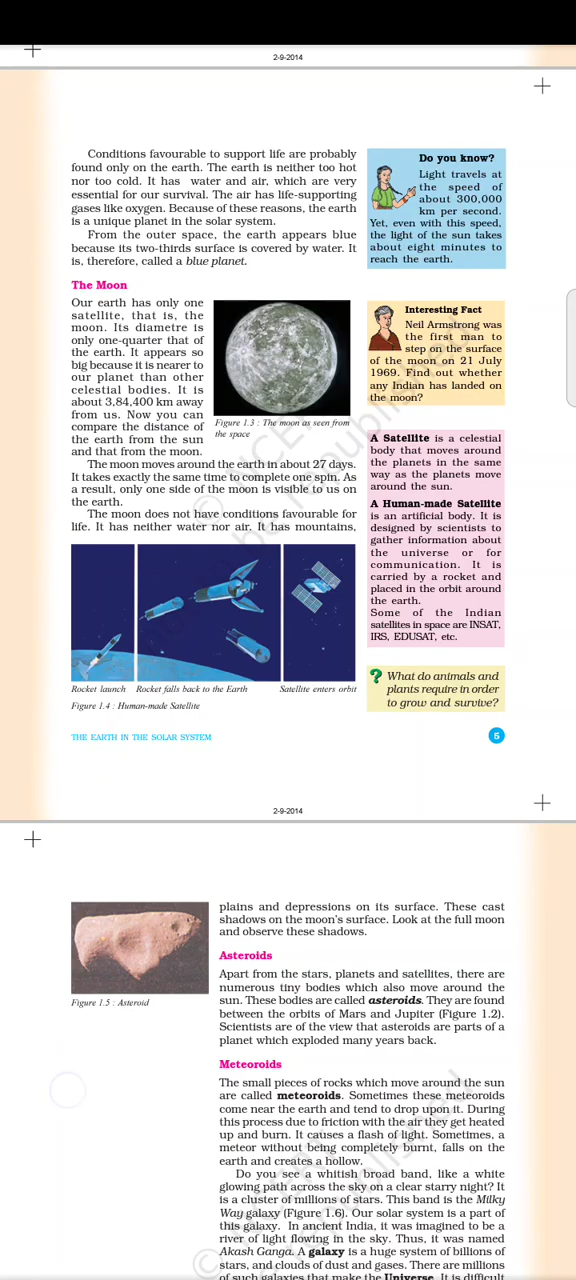 2-9-2014
Conditions favourable to support life are probably
found only on the earth. The earth is neither too hot
nor too cold. It has water and air, which are very
essential for our survival. The air has life-supporting
gases like oxygen. Because of these reasons, the earth
is a unique planet in the solar system.
From the outer space, the earth appears blue
because its two-thirds surface is covered by water. It
is, therefore, called a blue planet.
The Moon
Our earth has only one
satellite, that is, the
moon. Its diametre is
only one-quarter that of
the earth. It appears so
big because it is nearer to
our planet than other
celestial bodies. It is
about 3,84,400 km away
from us. Now you can
compare the distance of
the earth from the sun
and that from the moon.
Figure 1.3 : The moon as seen from
the space
The moon moves around the earth in about 27 days.
It takes exactly the same time to complete one spin. As
a result, only one side of the moon is visible to us on
the earth.
The moon does not have conditions favourable for
life. It has neither water nor air. It has mountains,
Rocket launch Rocket falls back to the Earth Satellite enters orbit
Figure 1.4 : Human-made Satellite
Do you know?
Light travels at
the speed of
about 300,000
km per second.
Yet, even with this speed,
the light of the sun takes
about eight minutes to
reach the earth.
Interesting Fact
Neil Armstrong was
the first man to
step on the surface
of the moon on 21 July
1969. Find out whether
any Indian has landed on
the moon?
A Satellite is a celestial
body that moves around
the planets in the same
way as the planets move
around the sun.
A Human-made Satellite
is an artificial body. It is
designed by scientists to
gather information about
the universe or for
communication. It is
carried by a rocket and
placed in the orbit around
the earth.
Some of the Indian
satellites in space are INSAT,
IRS, EDUSAT, etc.
? What do animals and
plants require in order
to grow and survive?
THE EARTH IN THE SOLAR SYSTEM
5
2-9-2014
Figure 1.5 : Asteroid
plains and depressions on its surface. These cast
shadows on the moon's surface. Look at the full moon
and observe these shadows.
Asteroids
Apart from the stars, planets and satellites, there are
numerous tiny bodies which also move around the
sun. These bodies are called asteroids. They are found
between the orbits of Mars and Jupiter (Figure 1.2).
Scientists are of the view that asteroids are parts of a
planet which exploded many years back.
Meteoroids
The small pieces of rocks which move around the sun
are called meteoroids. Sometimes these meteoroids
come near the earth and tend to drop upon it. During
this process due to friction with the air they get heated
up and burn. It causes a flash of light. Sometimes, a
meteor without being completely burnt, falls on the
earth and creates a hollow.
Do you see a whitish broad band, like a white
glowing path across the sky on a clear starry night? It
is a cluster of millions of stars. This band is the Milky
Way galaxy (Figure 1.6). Our solar system is a part of
this galaxy. In ancient India, it was imagined to be a
river of light flowing in the sky. Thus, it was named
Akash Ganga. A galaxy is a huge system of billions of
stars, and clouds of dust and gases. There are millions
of such galaxies that make the Universe. It is difficult